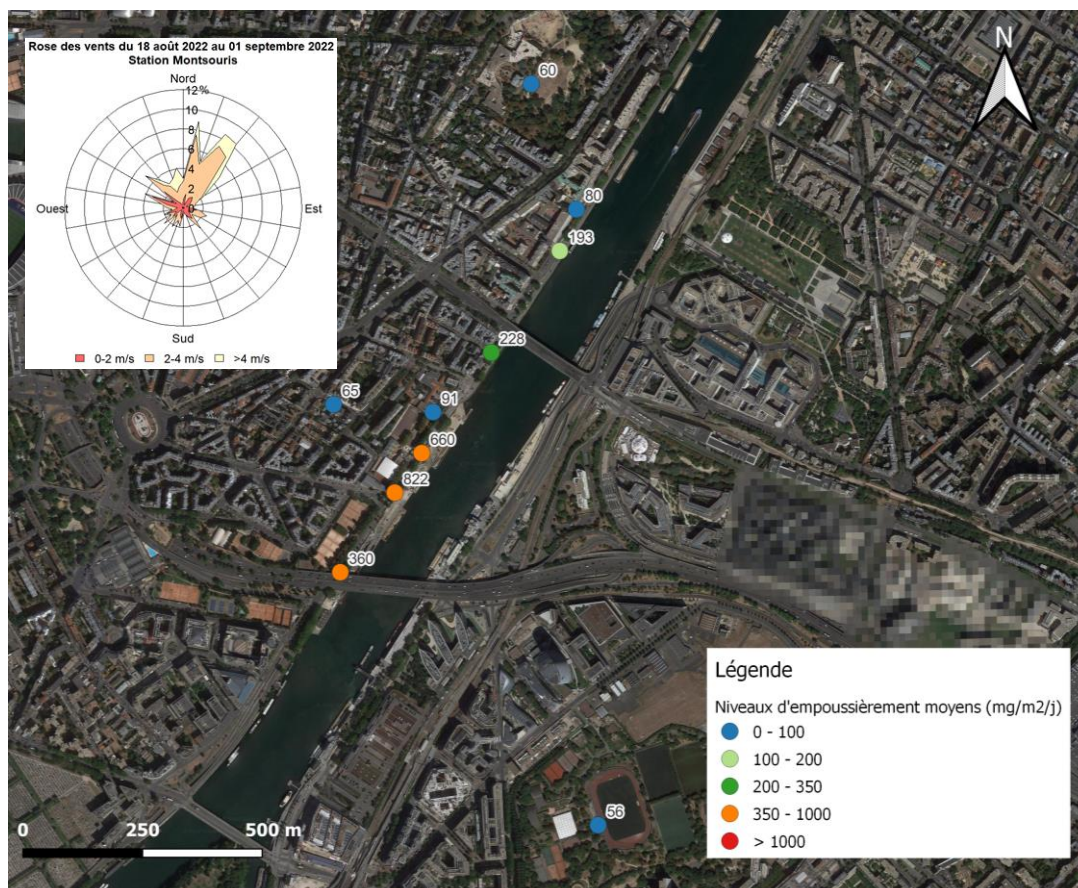 Rose des vents du 18 août 2022 au 01 septembre 2022
Station Montsouris
Nord
12%
10
8
6
4
2
0
Ouest
Est
Sud
0-2 m/s 2-4 m/s >4 m/s
N
60
80
193
228
65
91
660
822
360
56
Légende
Niveaux d'empoussièrement moyens (mg/m2/j)
0 - 100
100 - 200
200 - 350
350 - 1000
> 1000
0 250 500 m